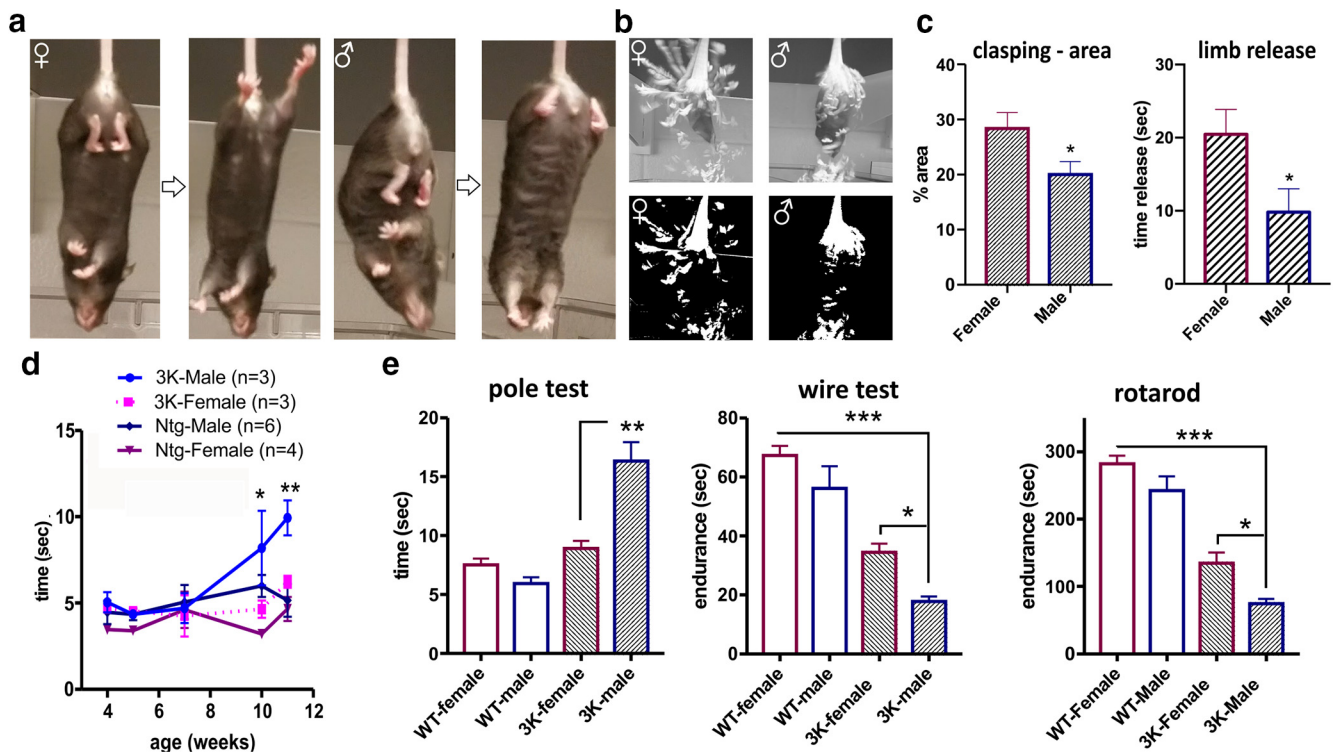 a
♀
♂
b
♀
♂
♀
♂
c
clasping - area
% area
40
30
20
10
0
Female
Male
*
limb release
time release (sec)
30
20
10
0
Female
Male
*
d
3K-Male (n=3)
3K-Female (n=3)
Ntg-Male (n=6)
Ntg-Female (n=4)
time (sec)
15
10
5
0
* **
4 6 8 10 12
age (weeks)
e
pole test
time (sec)
20
15
10
5
0
**
WT-female
WT-male
3K-female
3K-male
wire test
endurance (sec)
80
60
40
20
0
***
*
WT-female
WT-male
3K-female
3K-male
rotarod
endurance (sec)
300
200
100
0
***
*
WT-Female
WT-Male
3K-Female
3K-Male